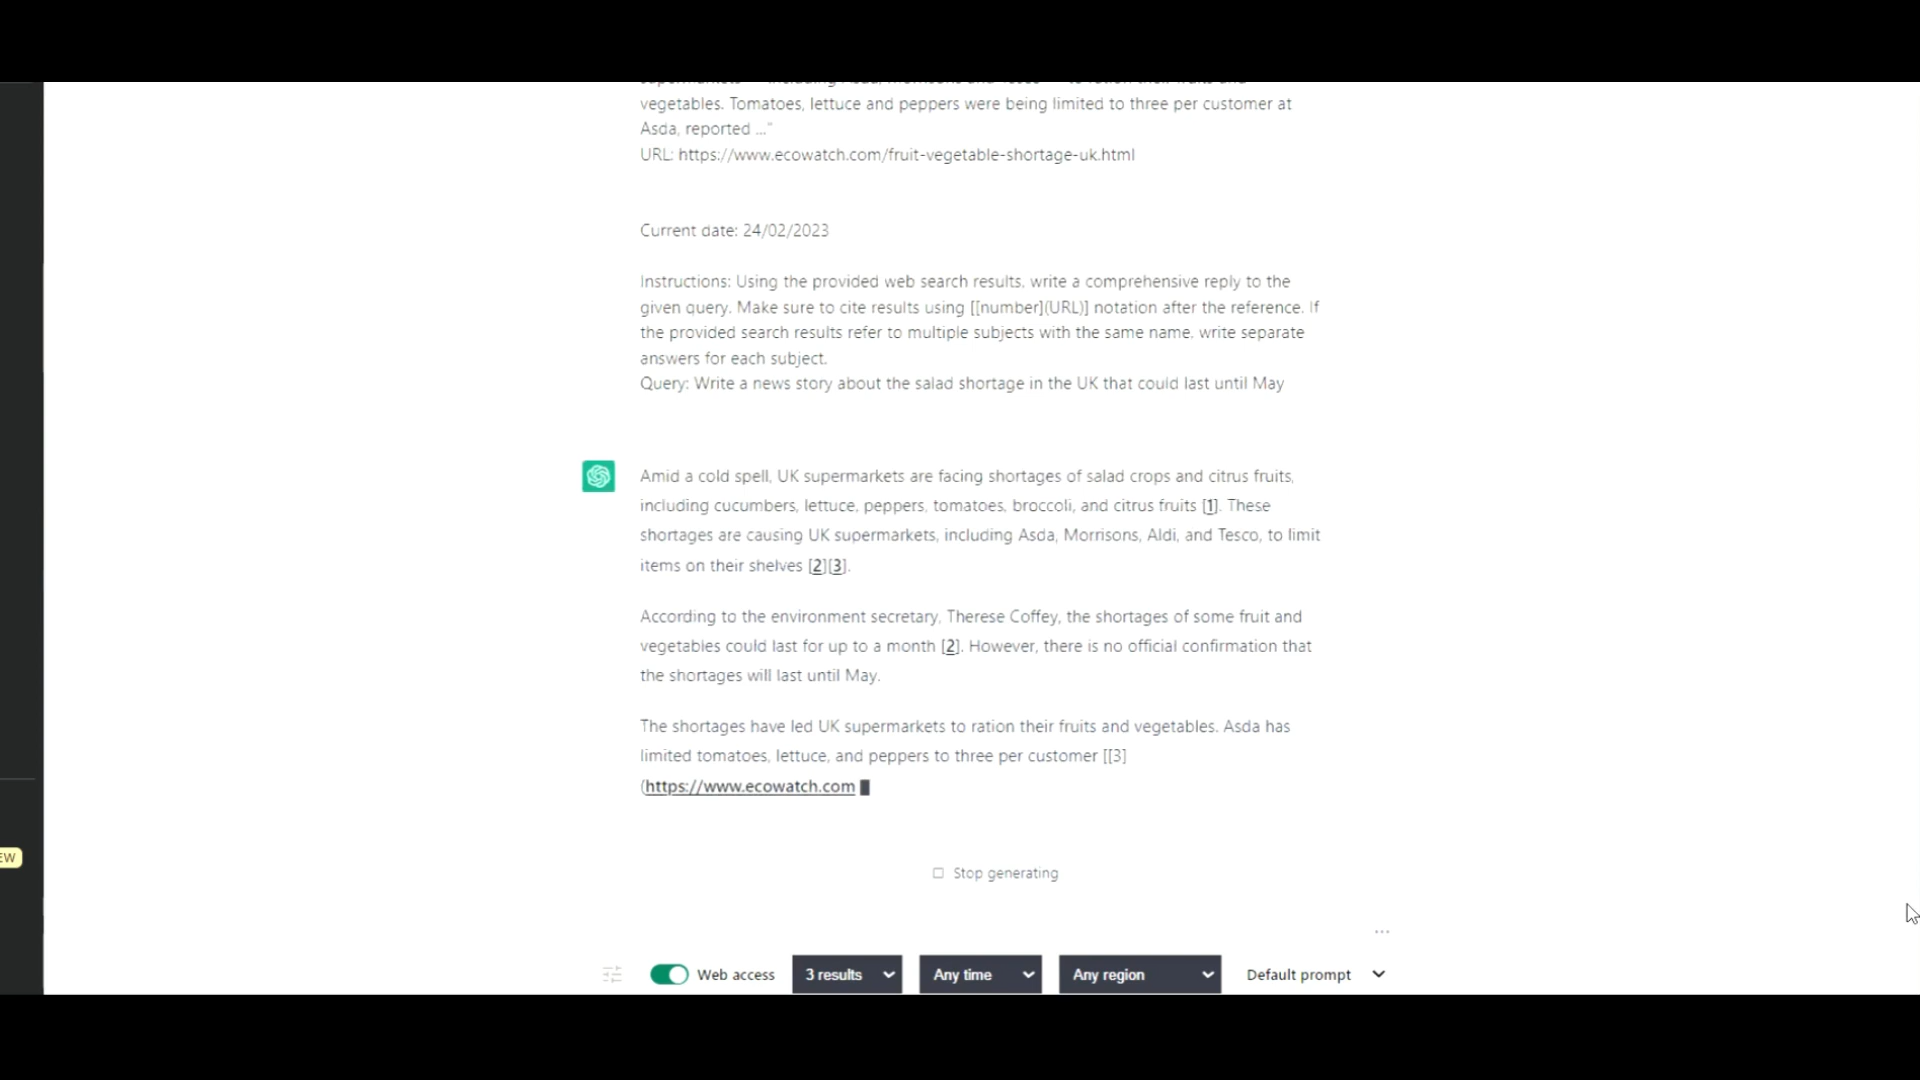 vegetables. Tomatoes, lettuce and peppers were being limited to three per customer at
Asda, reported ..."
URL: https://www.ecowatch.com/fruit-vegetable-shortage-uk.html
Current date: 24/02/2023
Instructions: Using the provided web search results, write a comprehensive reply to the
given query. Make sure to cite results using [[number](URL)] notation after the reference. If
the provided search results refer to multiple subjects with the same name, write separate
answers for each subject.
Query: Write a news story about the salad shortage in the UK that could last until May
Amid a cold spell, UK supermarkets are facing shortages of salad crops and citrus fruits,
including cucumbers, lettuce, peppers, tomatoes, broccoli, and citrus fruits [1]. These
shortages are causing UK supermarkets, including Asda, Morrisons, Aldi, and Tesco, to limit
items on their shelves [2][3].
According to the environment secretary, Therese Coffey, the shortages of some fruit and
vegetables could last for up to a month [2]. However, there is no official confirmation that
the shortages will last until May.
The shortages have led UK supermarkets to ration their fruits and vegetables. Asda has
limited tomatoes, lettuce, and peppers to three per customer [[3]
(https://www.ecowatch.com
EW
Stop generating
...
Web access
3 results
Any time
Any region
Default prompt